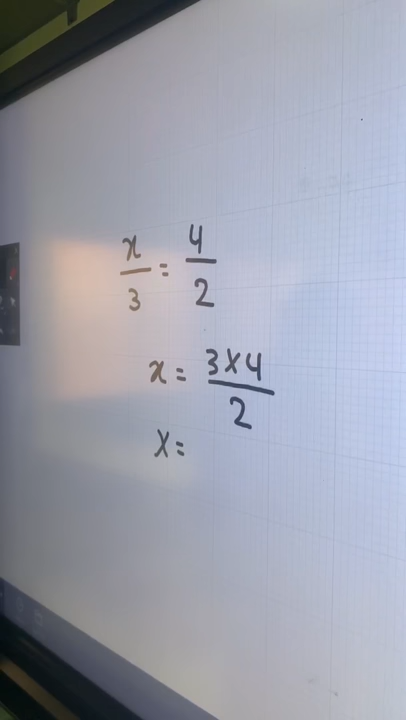 x/3 = 4/2
x = 3×4/2
x =